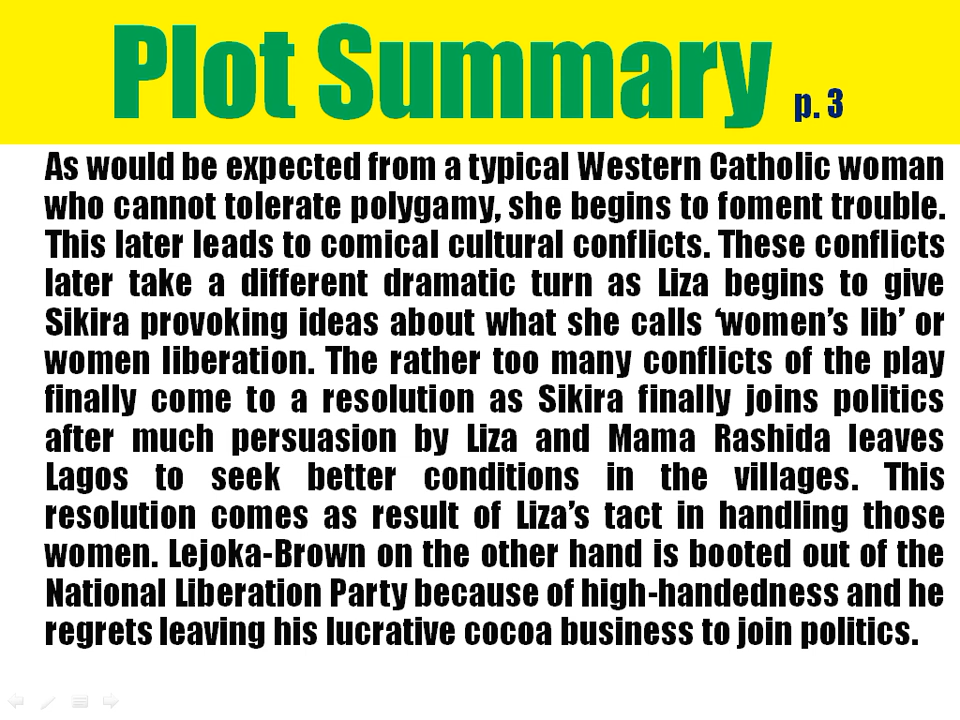 Plot Summary p. 3
As would be expected from a typical Western Catholic woman
who cannot tolerate polygamy, she begins to foment trouble.
This later leads to comical cultural conflicts. These conflicts
later take a different dramatic turn as Liza begins to give
Sikira provoking ideas about what she calls ‘women’s lib’ or
women liberation. The rather too many conflicts of the play
finally come to a resolution as Sikira finally joins politics
after much persuasion by Liza and Mama Rashida leaves
Lagos to seek better conditions in the villages. This
resolution comes as result of Liza’s tact in handling those
women. Lejoka-Brown on the other hand is booted out of the
National Liberation Party because of high-handedness and he
regrets leaving his lucrative cocoa business to join politics.